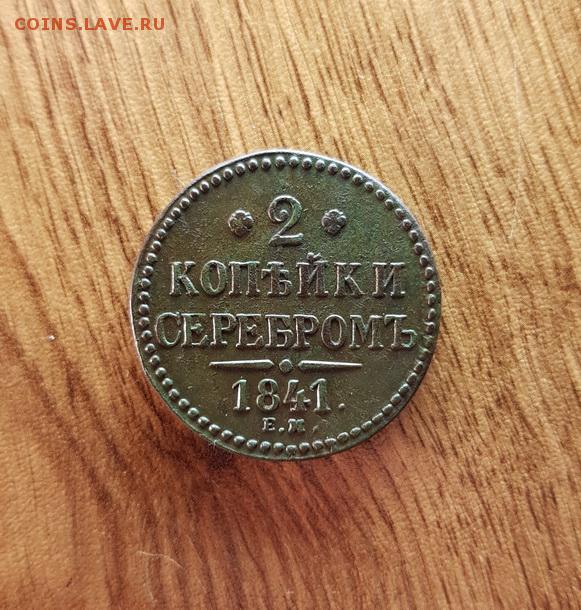 COINS.LAVE.RU
2
КОПѢЙКИ
СЕРЕБРОМЪ
1841.
Е.М.